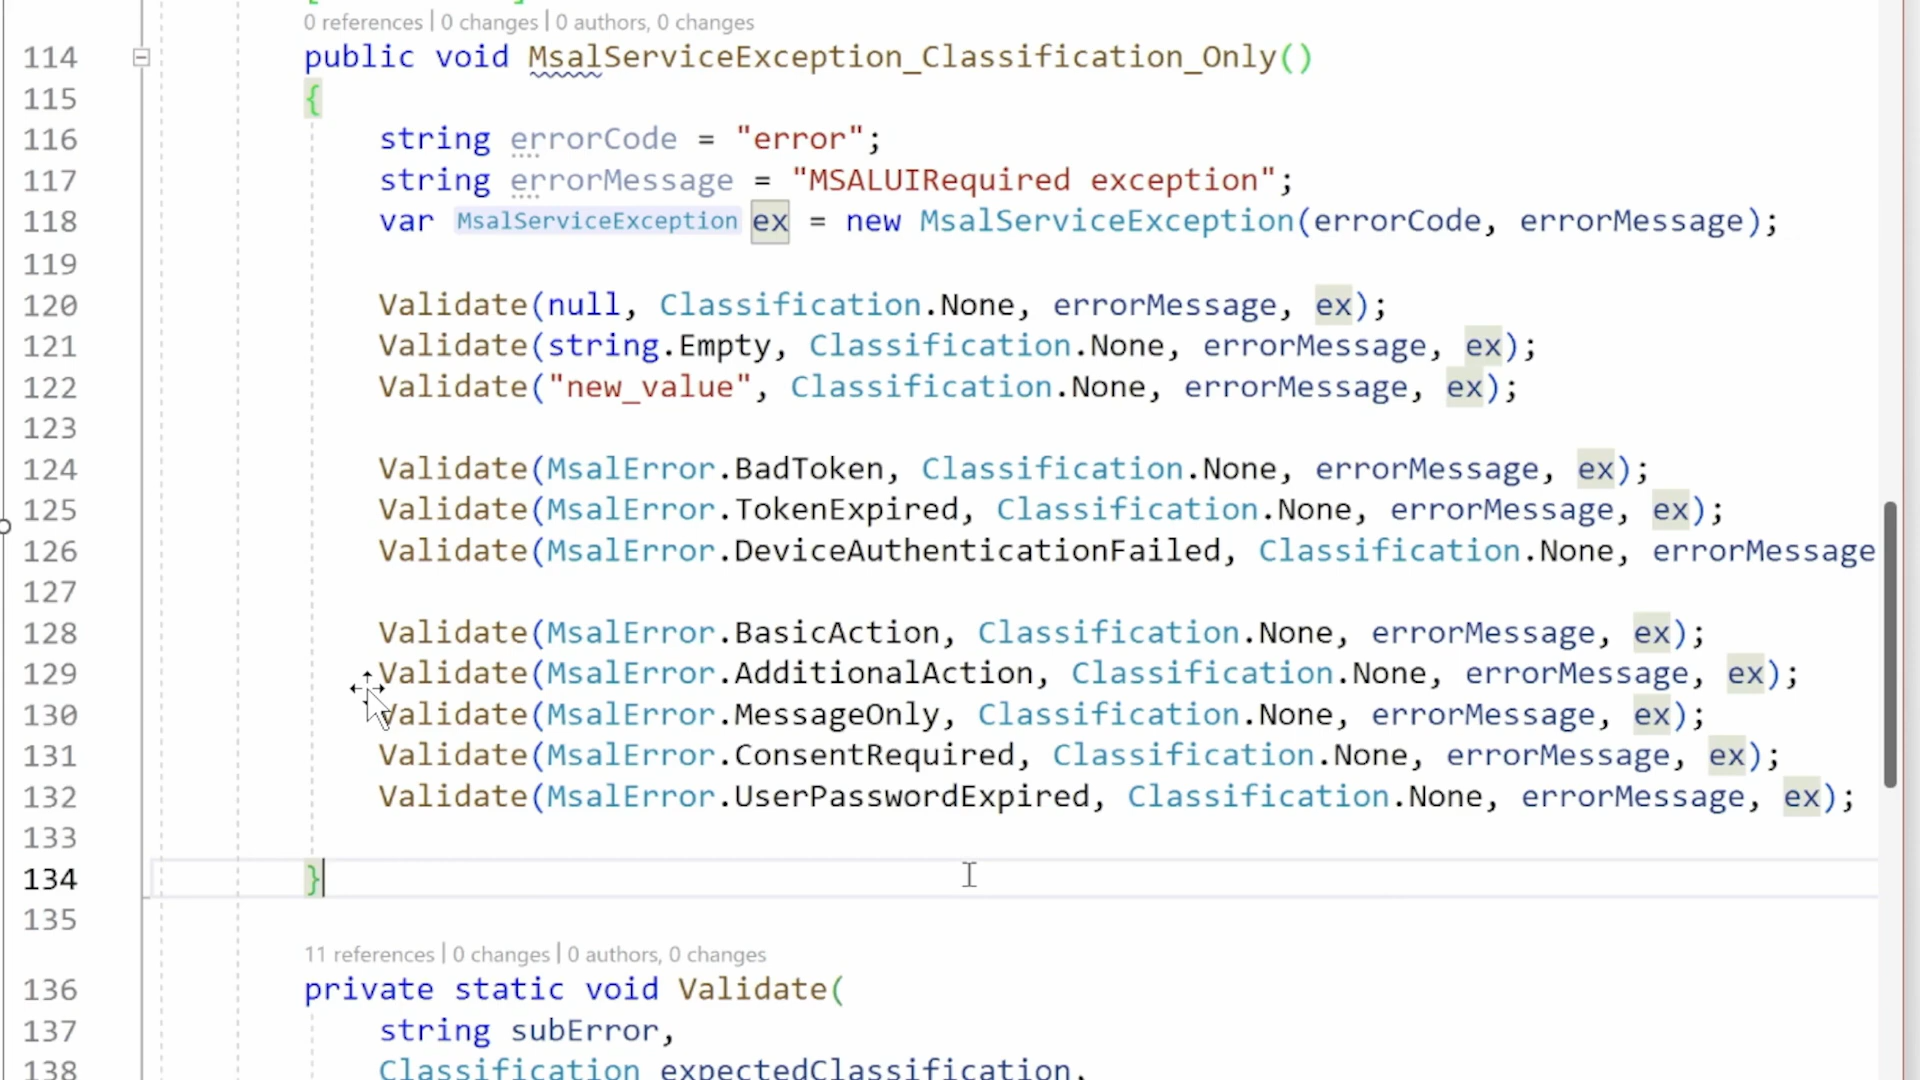 0 references | 0 changes | 0 authors, 0 changes
114 public void MsalServiceException_Classification_Only()
115 {
116 string errorCode = "error";
117 string errorMessage = "MSALUIRequired exception";
118 var MsalServiceException ex = new MsalServiceException(errorCode, errorMessage);
119
120 Validate(null, Classification.None, errorMessage, ex);
121 Validate(string.Empty, Classification.None, errorMessage, ex);
122 Validate("new_value", Classification.None, errorMessage, ex);
123
124 Validate(MsalError.BadToken, Classification.None, errorMessage, ex);
125 Validate(MsalError.TokenExpired, Classification.None, errorMessage, ex);
126 Validate(MsalError.DeviceAuthenticationFailed, Classification.None, errorMessage
127
128 Validate(MsalError.BasicAction, Classification.None, errorMessage, ex);
129 Validate(MsalError.AdditionalAction, Classification.None, errorMessage, ex);
130 Validate(MsalError.MessageOnly, Classification.None, errorMessage, ex);
131 Validate(MsalError.ConsentRequired, Classification.None, errorMessage, ex);
132 Validate(MsalError.UserPasswordExpired, Classification.None, errorMessage, ex);
133
134 }
135
11 references | 0 changes | 0 authors, 0 changes
136 private static void Validate(
137 string subError,
138 Classification expectedClassification,